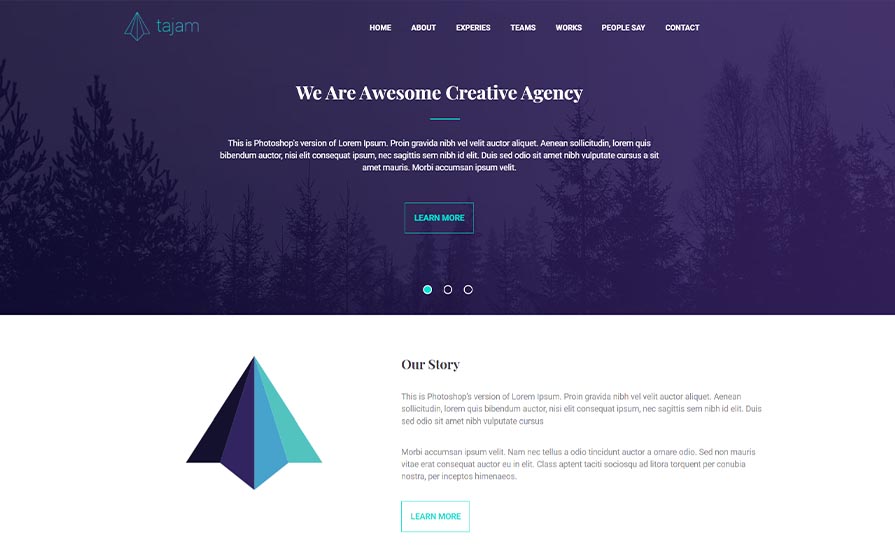 tajam
HOME ABOUT EXPERIES TEAMS WORKS PEOPLE SAY CONTACT
We Are Awesome Creative Agency
This is Photoshop's version of Lorem Ipsum. Proin gravida nibh vel velit auctor aliquet. Aenean sollicitudin, lorem quis
bibendum auctor, nisi elit consequat ipsum, nec sagittis sem nibh id elit. Duis sed odio sit amet nibh vulputate cursus a sit
amet mauris. Morbi accumsan ipsum velit.
LEARN MORE
Our Story
This is Photoshop's version of Lorem Ipsum. Proin gravida nibh vel velit auctor aliquet. Aenean
sollicitudin, lorem quis bibendum auctor, nisi elit consequat ipsum, nec sagittis sem nibh id elit. Duis
sed odio sit amet nibh vulputate cursus
Morbi accumsan ipsum velit. Nam nec tellus a odio tincidunt auctor a ornare odio. Sed non mauris
vitae erat consequat auctor eu in elit. Class aptent taciti sociosqu ad litora torquent per conubia
nostra, per inceptos himenaeos.
LEARN MORE